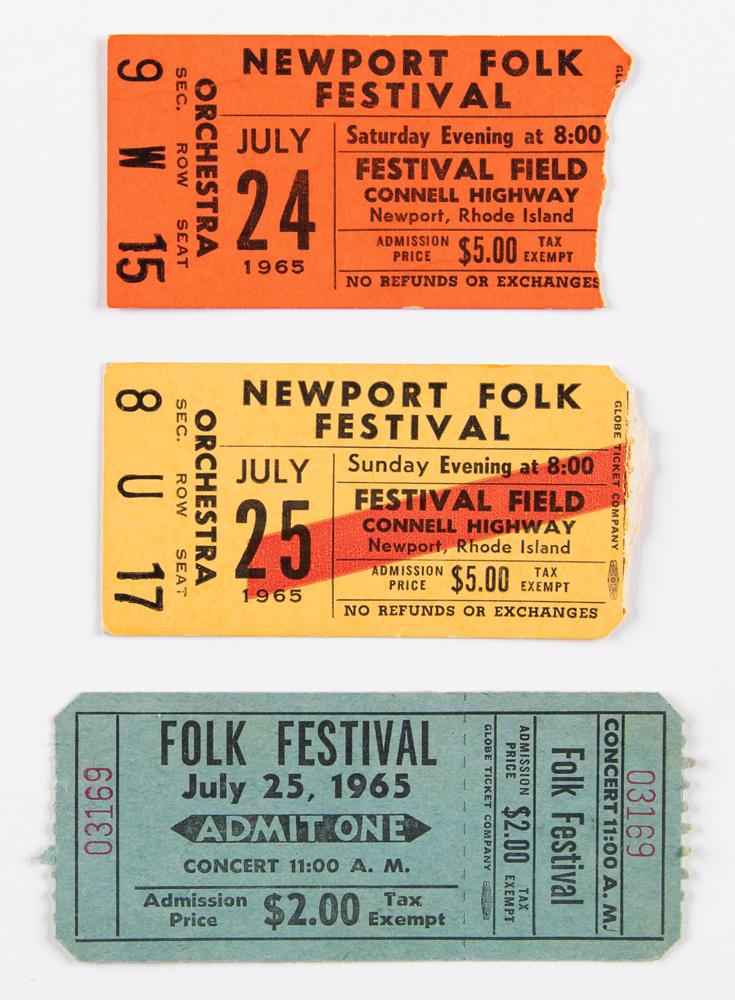 9 W 15
SEC. ROW SEAT
ORCHESTRA
NEWPORT FOLK
FESTIVAL
JULY
24
1965
Saturday Evening at 8:00
FESTIVAL FIELD
CONNELL HIGHWAY
Newport, Rhode Island
ADMISSION PRICE $5.00 TAX EXEMPT
NO REFUNDS OR EXCHANGES
8 U 17
SEC. ROW SEAT
ORCHESTRA
NEWPORT FOLK
FESTIVAL
JULY
25
1965
Sunday Evening at 8:00
FESTIVAL FIELD
CONNELL HIGHWAY
Newport, Rhode Island
ADMISSION PRICE $5.00 TAX EXEMPT
NO REFUNDS OR EXCHANGES
GLOBE TICKET COMPANY
03169
FOLK FESTIVAL
July 25, 1965
ADMIT ONE
CONCERT 11:00 A. M.
Admission Price $2.00 Tax Exempt
GLOBE TICKET COMPANY
ADMISSION PRICE $2.00 TAX EXEMPT
Folk Festival
CONCERT 11:00 A.M.
03169